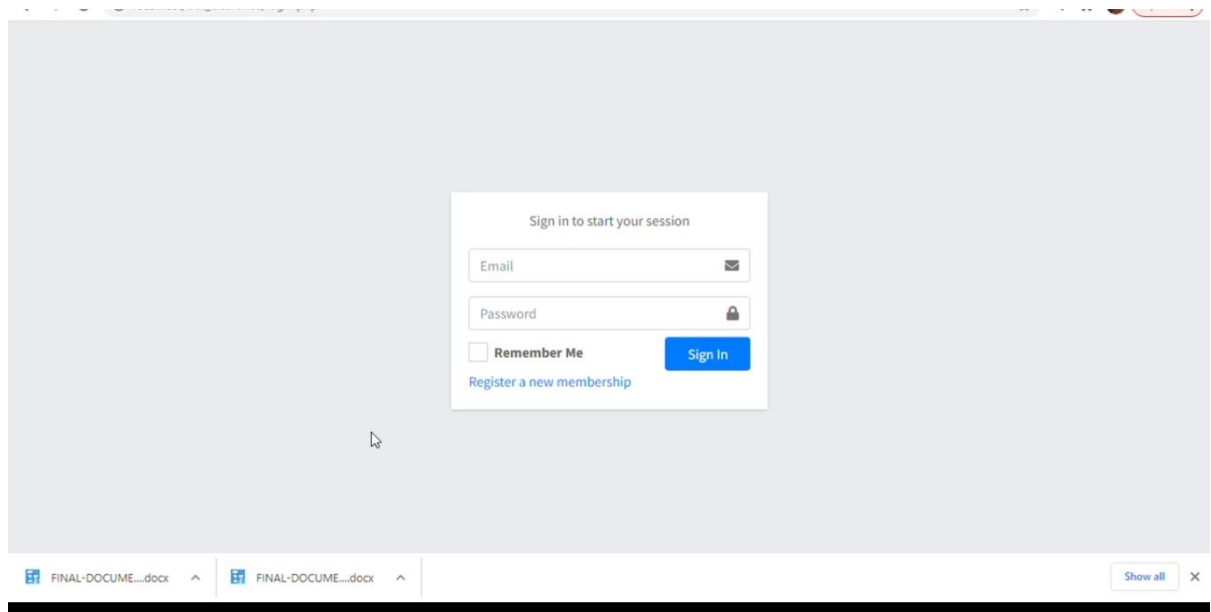 Sign in to start your session
Email
Password
Remember Me
Sign In
Register a new membership
FINAL-DOCUME....docx
FINAL-DOCUME....docx
Show all